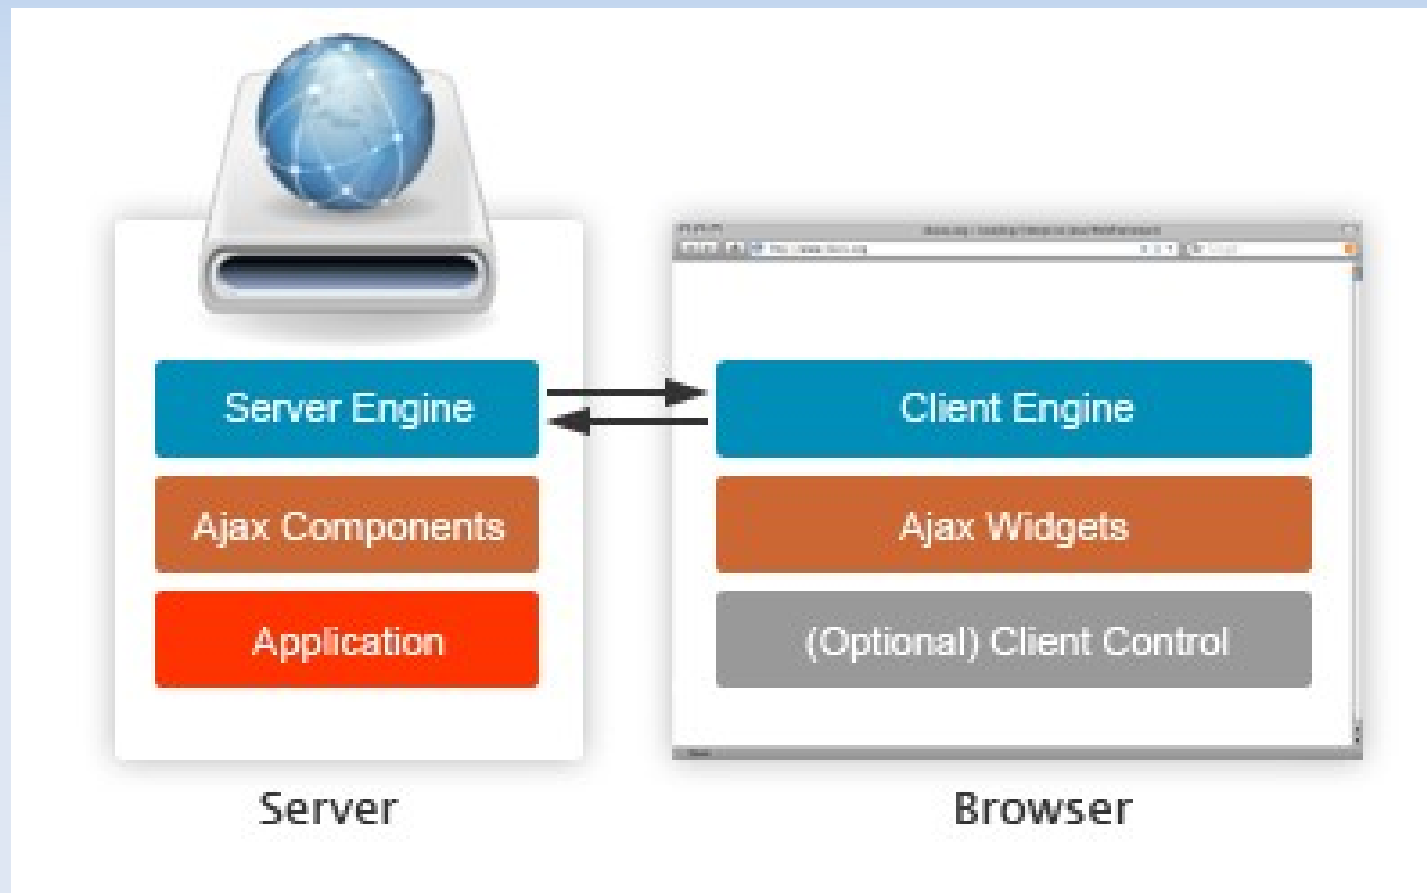 Server Engine
Ajax Components
Application
Server
Client Engine
Ajax Widgets
(Optional) Client Control
Browser